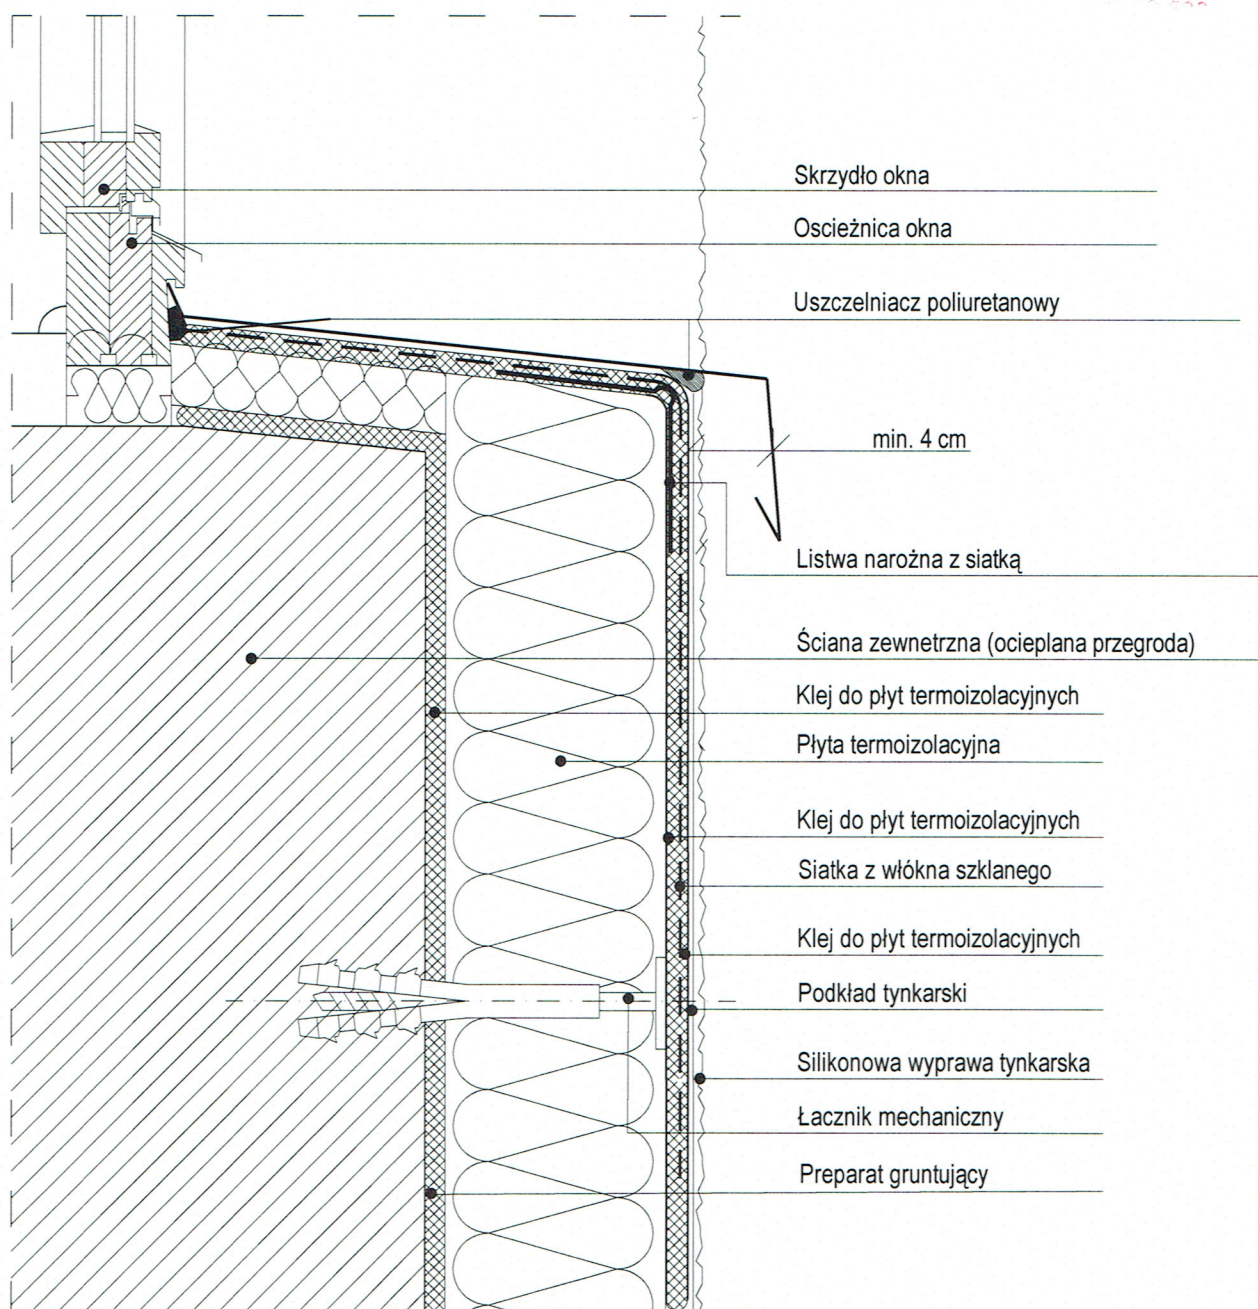 Skrzydło okna
Oscieżnica okna
Uszczelniacz poliuretanowy
min. 4 cm
Listwa narożna z siatką
Ściana zewnetrzna (ocieplana przegroda)
Klej do płyt termoizolacyjnych
Płyta termoizolacyjna
Klej do płyt termoizolacyjnych
Siatka z włókna szklanego
Klej do płyt termoizolacyjnych
Podkład tynkarski
Silikonowa wyprawa tynkarska
Łacznik mechaniczny
Preparat gruntujący